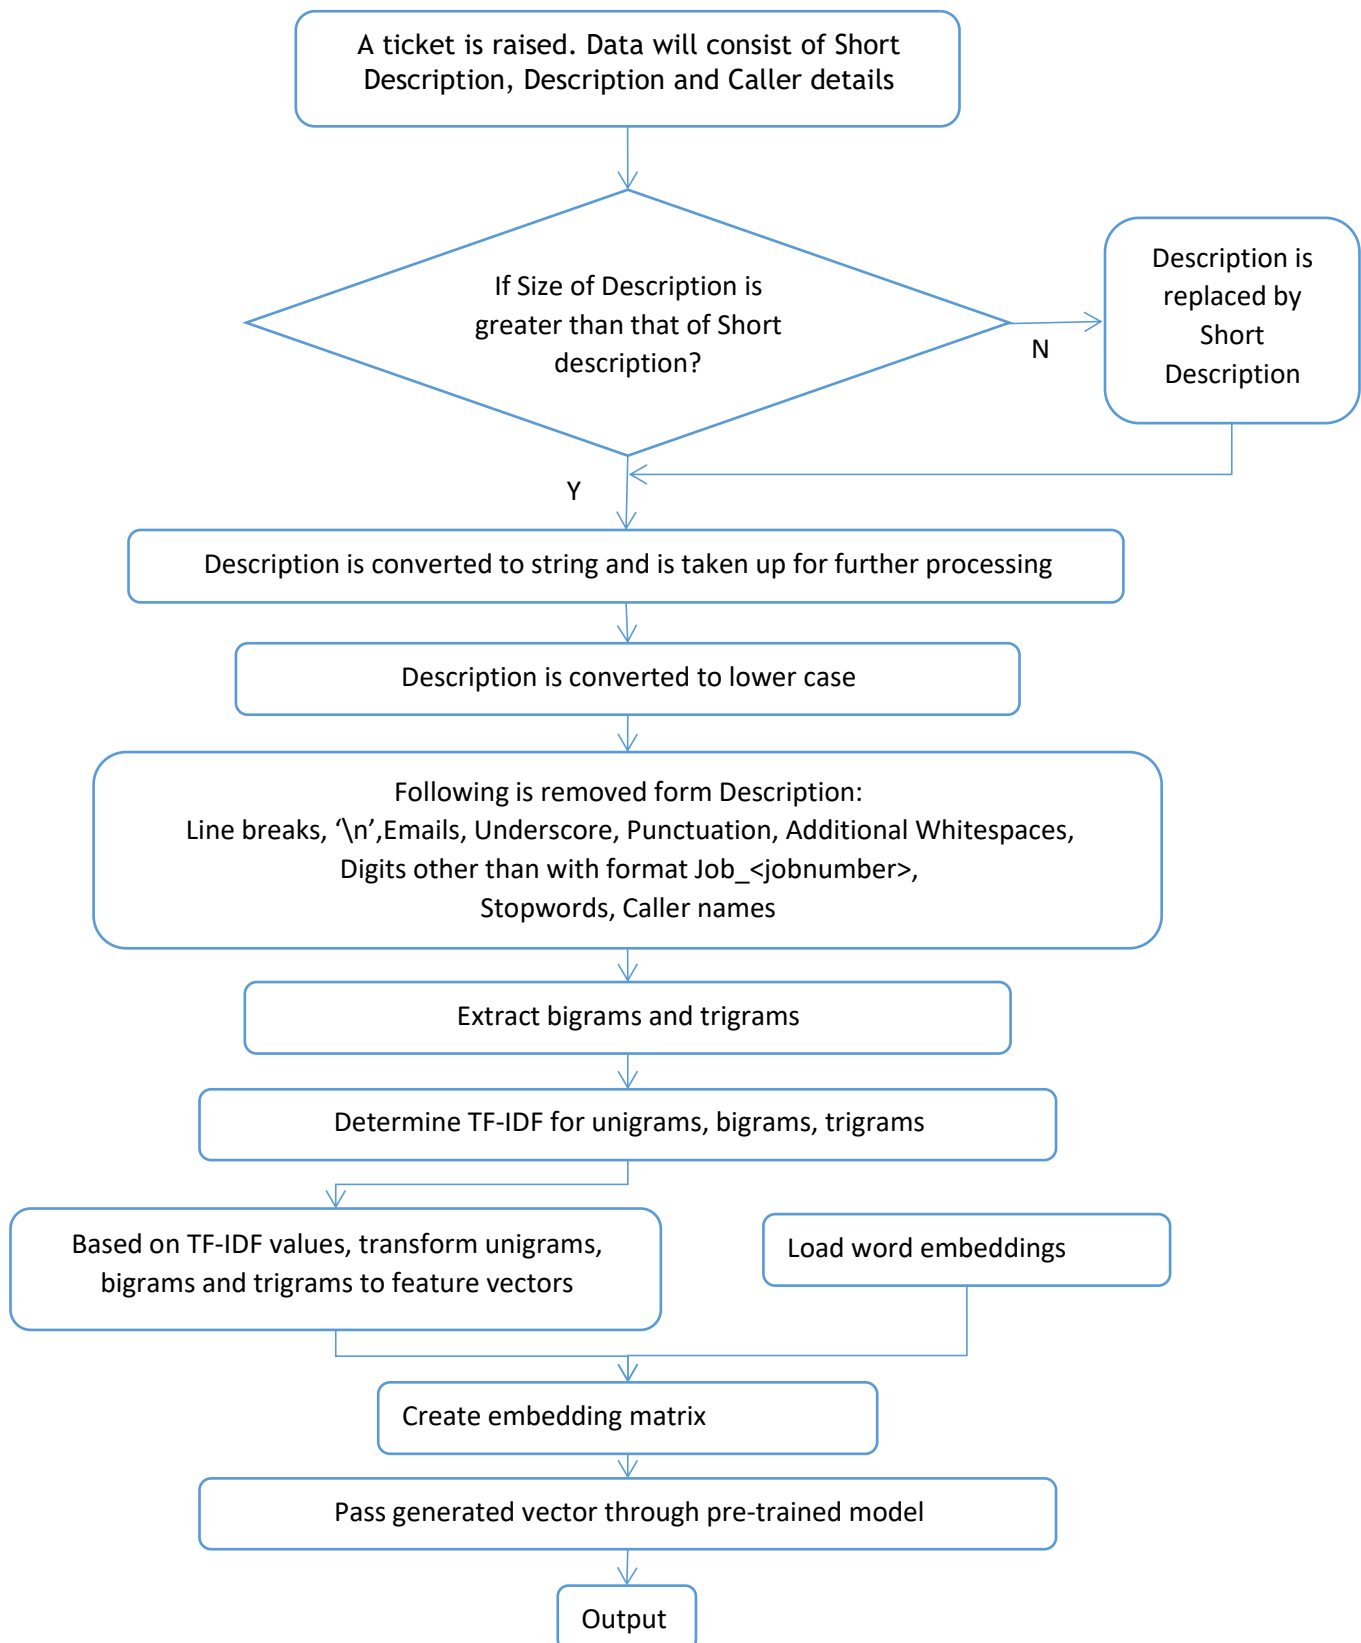 A ticket is raised. Data will consist of Short
Description, Description and Caller details
If Size of Description is
greater than that of Short
description?
N
Description is
replaced by
Short
Description
Y
Description is converted to string and is taken up for further processing
Description is converted to lower case
Following is removed form Description:
Line breaks, ‘\n’,Emails, Underscore, Punctuation, Additional Whitespaces,
Digits other than with format Job_<jobnumber>,
Stopwords, Caller names
Extract bigrams and trigrams
Determine TF-IDF for unigrams, bigrams, trigrams
Based on TF-IDF values, transform unigrams,
bigrams and trigrams to feature vectors
Load word embeddings
Create embedding matrix
Pass generated vector through pre-trained model
Output